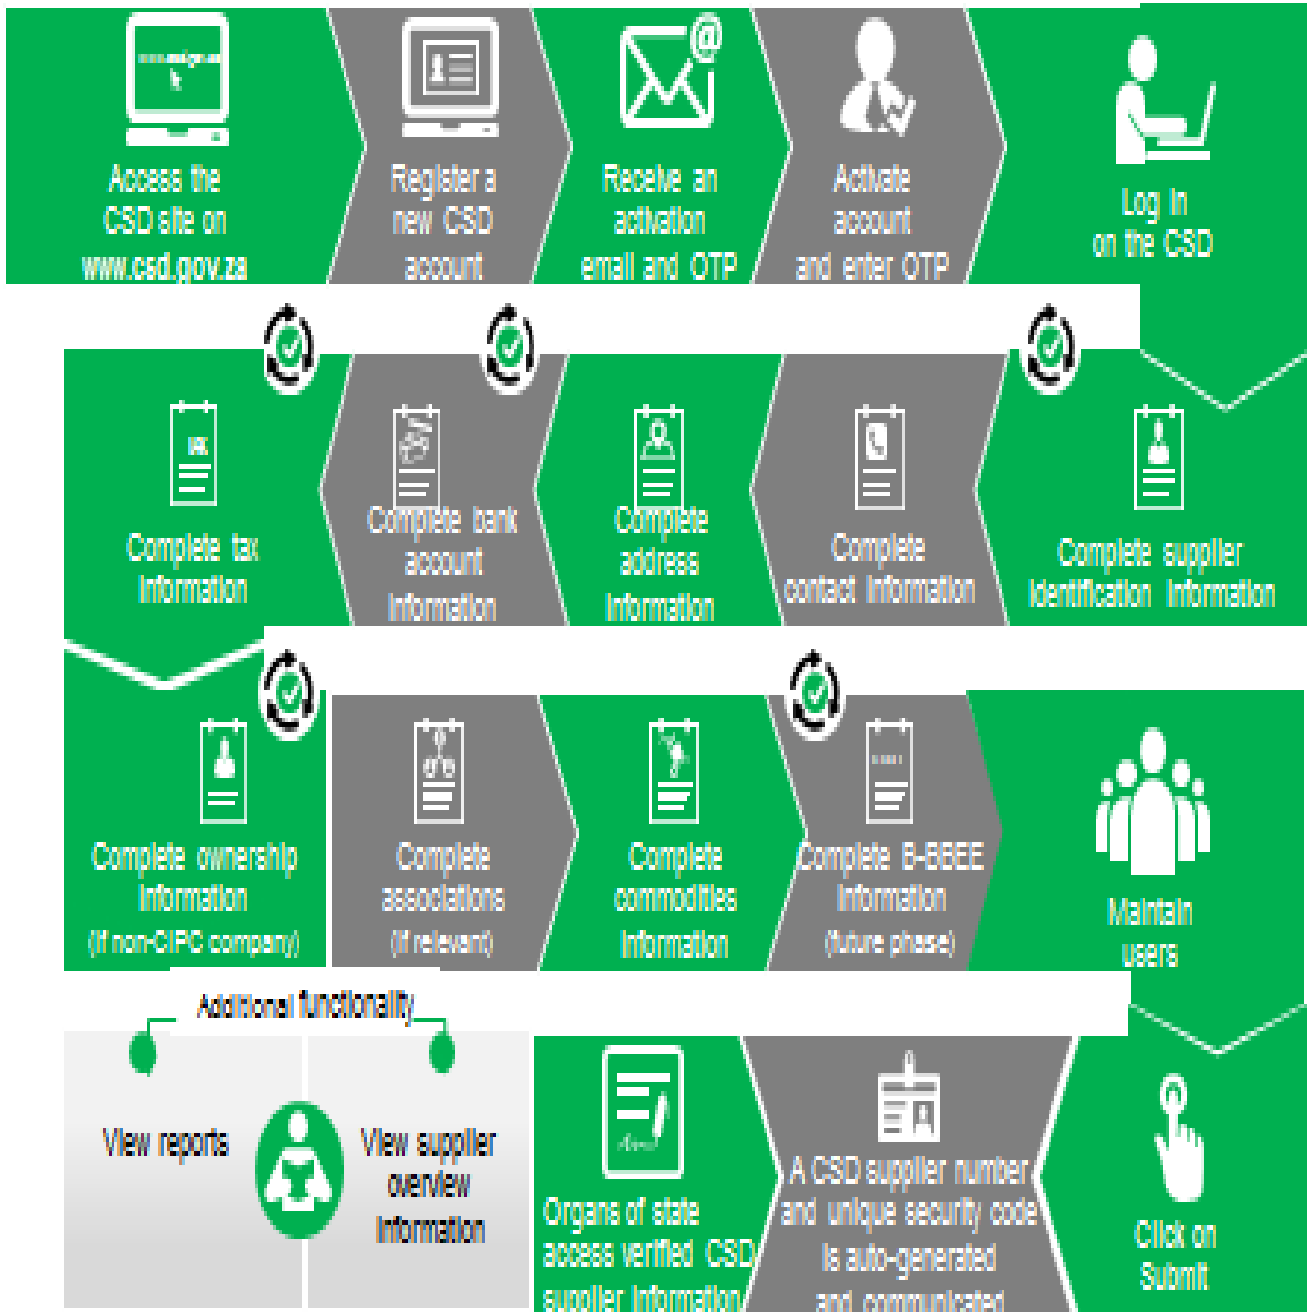 Access the
CSD site on
www.csd.gov.za
Register a
new CSD
account
Receive an
activation
email and OTP
Activate
account
and enter OTP
Log in
on the CSD
Complete supplier
identification information
Complete
contact information
Complete
address
information
Complete bank
account
information
TAX
Complete tax
information
Complete ownership
information
(if non-CIPC company)
Complete
associations
(if relevant)
Complete
commodities
information
Complete B-BBEE
information
(future phase)
Maintain
users
Click on
Submit
A CSD supplier number
and unique security code
is auto-generated
and communicated
Organs of state
access verified CSD
supplier information
Additional functionality
View reports
View supplier
overview
information